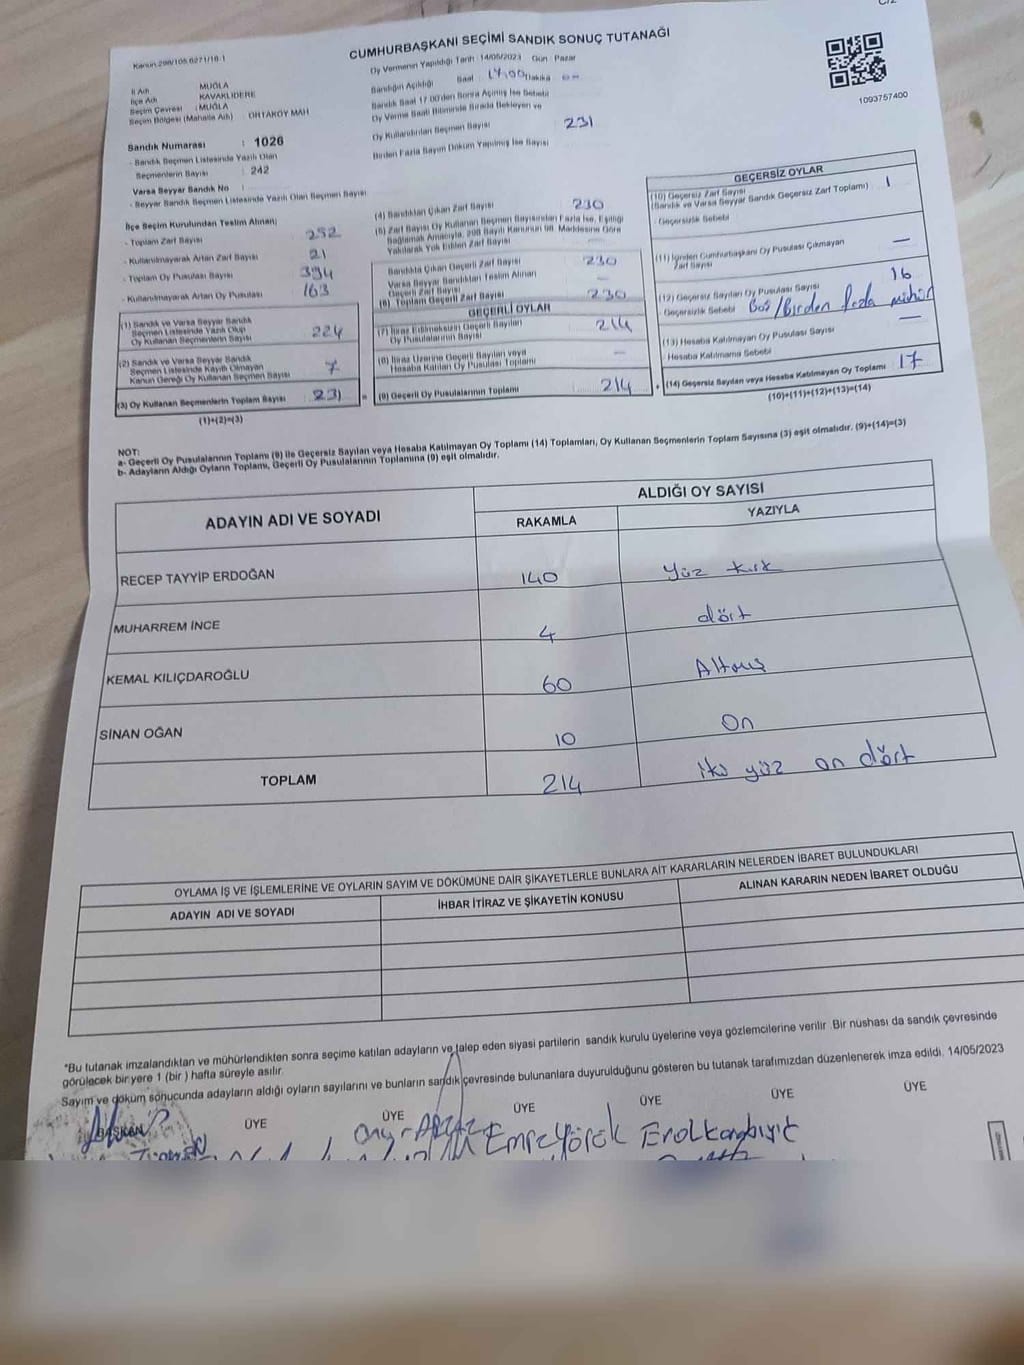 CUMHURBAŞKANI SEÇİMİ SANDIK SONUÇ TUTANAĞI
Oy Vermenin Yapıldığı Tarih : 14/05/2023 Gün : Pazar
İl Adı : MUĞLA
İlçe Adı : KAVAKLIDERE
Seçim Çevresi : MUĞLA
Seçim Bölgesi (Mahalle Adı) : ORTAKÖY MAH
Sandık Numarası : 1026
- Sandık Seçmen Listesinde Yazılı Olan
Seçmenlerin Sayısı : 242
Varsa Seyyar Sandık No :
- Seyyar Sandık Seçmen Listesinde Yazılı Olan Seçmen Sayısı
Sandığın Açıldığı Saat : 17,00 Dakika : --
Sandık Saat 17:00'den Sonra Açılmış İse Sebebi
Oy Verme Saati Bitiminde Sırada Bekleyen ve
Oy Kullandırılan Seçmen Sayısı 231
Birden Fazla Sayım Döküm Yapılmış İse Sayısı
1093757400
İlçe Seçim Kurulundan Teslim Alınan;
- Toplam Zarf Sayısı 252
- Kullanılmayarak Artan Zarf Sayısı 21
- Toplam Oy Pusulası Sayısı 394
- Kullanılmayarak Artan Oy Pusulası 163
(1) Sandık ve Varsa Seyyar Sandık
Seçmen Listesinde Yazılı Olup
Oy Kullanan Seçmenlerin Sayısı 224
(2) Sandık ve Varsa Seyyar Sandık
Seçmen Listesinde Kayıtlı Olmayan
Kanun Gereği Oy Kullanan Seçmen Sayısı 7
(3) Oy Kullanan Seçmenlerin Toplam Sayısı 231 =
(1)+(2)=(3)
(4) Sandıktan Çıkan Zarf Sayısı 230
(5) Zarf Sayısı Oy Kullanan Seçmen Sayısından Fazla İse, Eşitliği
Sağlamak Amacıyla, 298 Sayılı Kanunun 98. Maddesine Göre
Yakılarak Yok Edilen Zarf Sayısı —
Sandıkta Çıkan Geçerli Zarf Sayısı 230
Varsa Seyyar Sandıktan Teslim Alınan
Geçerli Zarf Sayısı —
(6) Toplam Geçerli Zarf Sayısı 230
GEÇERLİ OYLAR
(7) İtiraz Edilmeksizin Geçerli Sayılan
Oy Pusulalarının Sayısı 214
(8) İtiraz Üzerine Geçerli Sayılan veya
Hesaba Katılan Oy Pusulası Toplamı —
(9) Geçerli Oy Pusulalarının Toplamı 214 +
GEÇERSİZ OYLAR
(10) Geçersiz Zarf Sayısı 1
(Sandık ve Varsa Seyyar Sandık Geçersiz Zarf Toplamı)
- Geçersizlik Sebebi
(11) İçinden Cumhurbaşkanı Oy Pusulası Çıkmayan
Zarf Sayısı —
(12) Geçersiz Sayılan Oy Pusulası Sayısı 16
Geçersizlik Sebebi Boş/Birden fazla mühür
(13) Hesaba Katılmayan Oy Pusulası Sayısı —
- Hesaba Katılmama Sebebi
(14) Geçersiz Sayılan veya Hesaba Katılmayan Oy Toplamı 17
(10)+(11)+(12)+(13)=(14)
NOT:
a- Geçerli Oy Pusulalarının Toplamı (9) ile Geçersiz Sayılan veya Hesaba Katılmayan Oy Toplamı (14) Toplamları, Oy Kullanan Seçmenlerin Toplam Sayısına (3) eşit olmalıdır. (9)+(14)=(3)
b- Adayların Aldığı Oyların Toplamı, Geçerli Oy Pusulalarının Toplamına (9) eşit olmalıdır.
ADAYIN ADI VE SOYADI
ALDIĞI OY SAYISI
RAKAMLA YAZIYLA
RECEP TAYYİP ERDOĞAN 140 Yüz kırk
MUHARREM İNCE 4 dört
KEMAL KILIÇDAROĞLU 60 Altmış
SİNAN OĞAN 10 On
TOPLAM 214 iki yüz on dört
OYLAMA İŞ VE İŞLEMLERİNE VE OYLARIN SAYIM VE DÖKÜMÜNE DAİR ŞİKAYETLERLE BUNLARA AİT KARARLARIN NELERDEN İBARET BULUNDUKLARI
ADAYIN ADI VE SOYADI İHBAR İTİRAZ VE ŞİKAYETİN KONUSU ALINAN KARARIN NEDEN İBARET OLDUĞU
*Bu tutanak imzalandıktan ve mühürlendikten sonra seçime katılan adayların ve talep eden siyasi partilerin sandık kurulu üyelerine veya gözlemcilerine verilir .Bir nüshası da sandık çevresinde
görülecek bir yere 1 (bir ) hafta süreyle asılır.
Sayım ve döküm sonucunda adayların aldığı oyların sayılarını ve bunların sandık çevresinde bulunanlara duyurulduğunu gösteren bu tutanak tarafımızdan düzenlenerek imza edildi. 14/05/2023
BAŞKAN ÜYE ÜYE ÜYE ÜYE ÜYE ÜYE
Emre Yörük